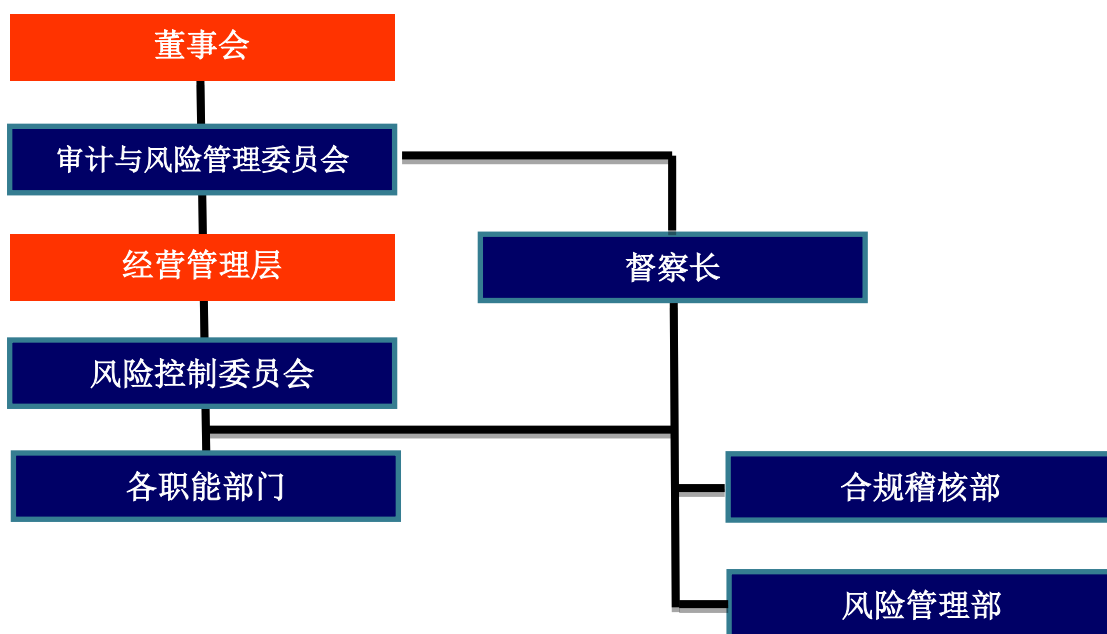 董事会
审计与风险管理委员会
经营管理层
督察长
风险控制委员会
各职能部门
合规稽核部
风险管理部